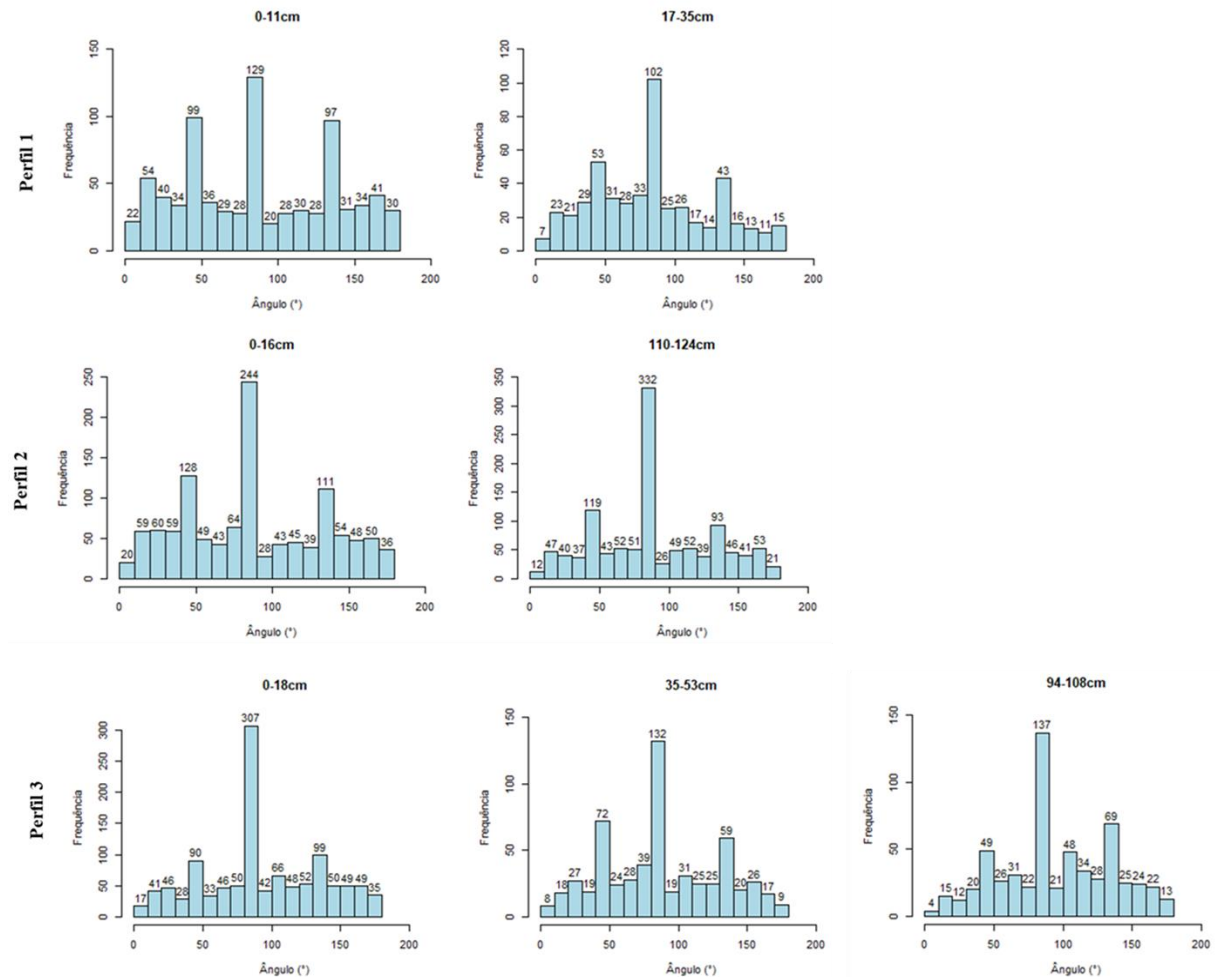 0-11cm
Perfil 1
Frequência
0 50 100 150
22 54 40 34 99 36 29 28 129 20 28 30 28 97 31 34 41 30
0 50 100 150 200
Ângulo (°)
17-35cm
Frequência
0 20 40 60 80 100 120
7 23 21 29 53 31 28 33 102 25 26 17 14 43 16 13 11 15
0 50 100 150 200
Ângulo (°)
0-16cm
Perfil 2
Frequência
0 50 100 150 200 250
20 59 60 59 128 49 43 64 244 28 43 45 39 111 54 48 50 36
0 50 100 150 200
Ângulo (°)
110-124cm
Frequência
0 50 100 150 200 250 300 350
12 47 40 37 119 43 52 51 332 26 49 52 39 93 46 41 53 21
0 50 100 150 200
Ângulo (°)
0-18cm
Perfil 3
Frequência
0 50 100 150 200 250 300
17 41 46 28 90 33 46 50 307 42 66 48 52 99 50 49 49 35
0 50 100 150 200
Ângulo (°)
35-53cm
Frequência
0 50 100 150
8 18 27 19 72 24 28 39 132 19 31 25 25 59 20 26 17 9
0 50 100 150 200
Ângulo (°)
94-108cm
Frequência
0 50 100 150
4 15 12 20 49 26 31 22 137 21 48 34 28 69 25 24 22 13
0 50 100 150 200
Ângulo (°)